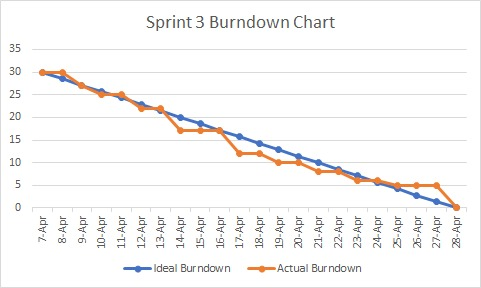 Sprint 3 Burndown Chart
35
30
25
20
15
10
5
0
7-Apr
8-Apr
9-Apr
10-Apr
11-Apr
12-Apr
13-Apr
14-Apr
15-Apr
16-Apr
17-Apr
18-Apr
19-Apr
20-Apr
21-Apr
22-Apr
23-Apr
24-Apr
25-Apr
26-Apr
27-Apr
28-Apr
Ideal Burndown
Actual Burndown